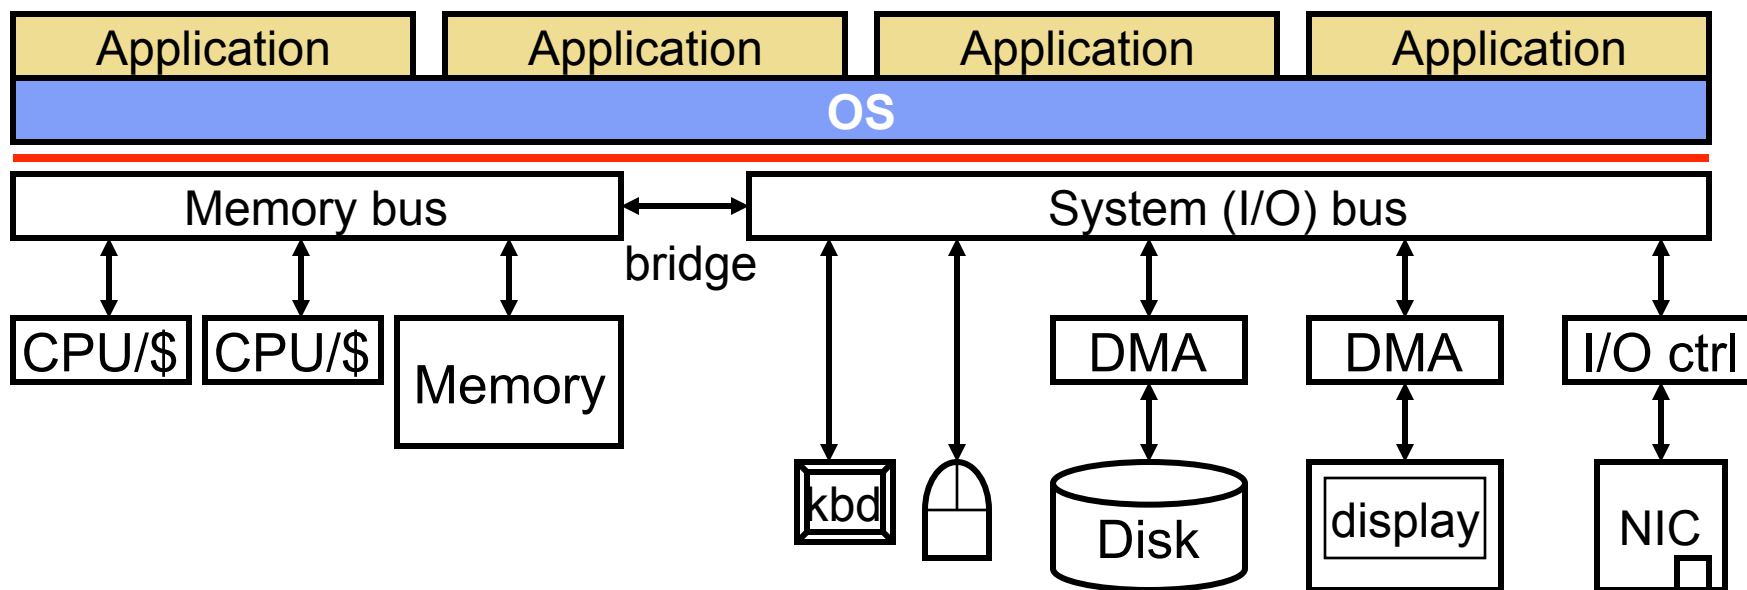 Application Application Application Application
OS
Memory bus System (I/O) bus
bridge
CPU/$ CPU/$ Memory DMA DMA I/O ctrl
kbd Disk display NIC